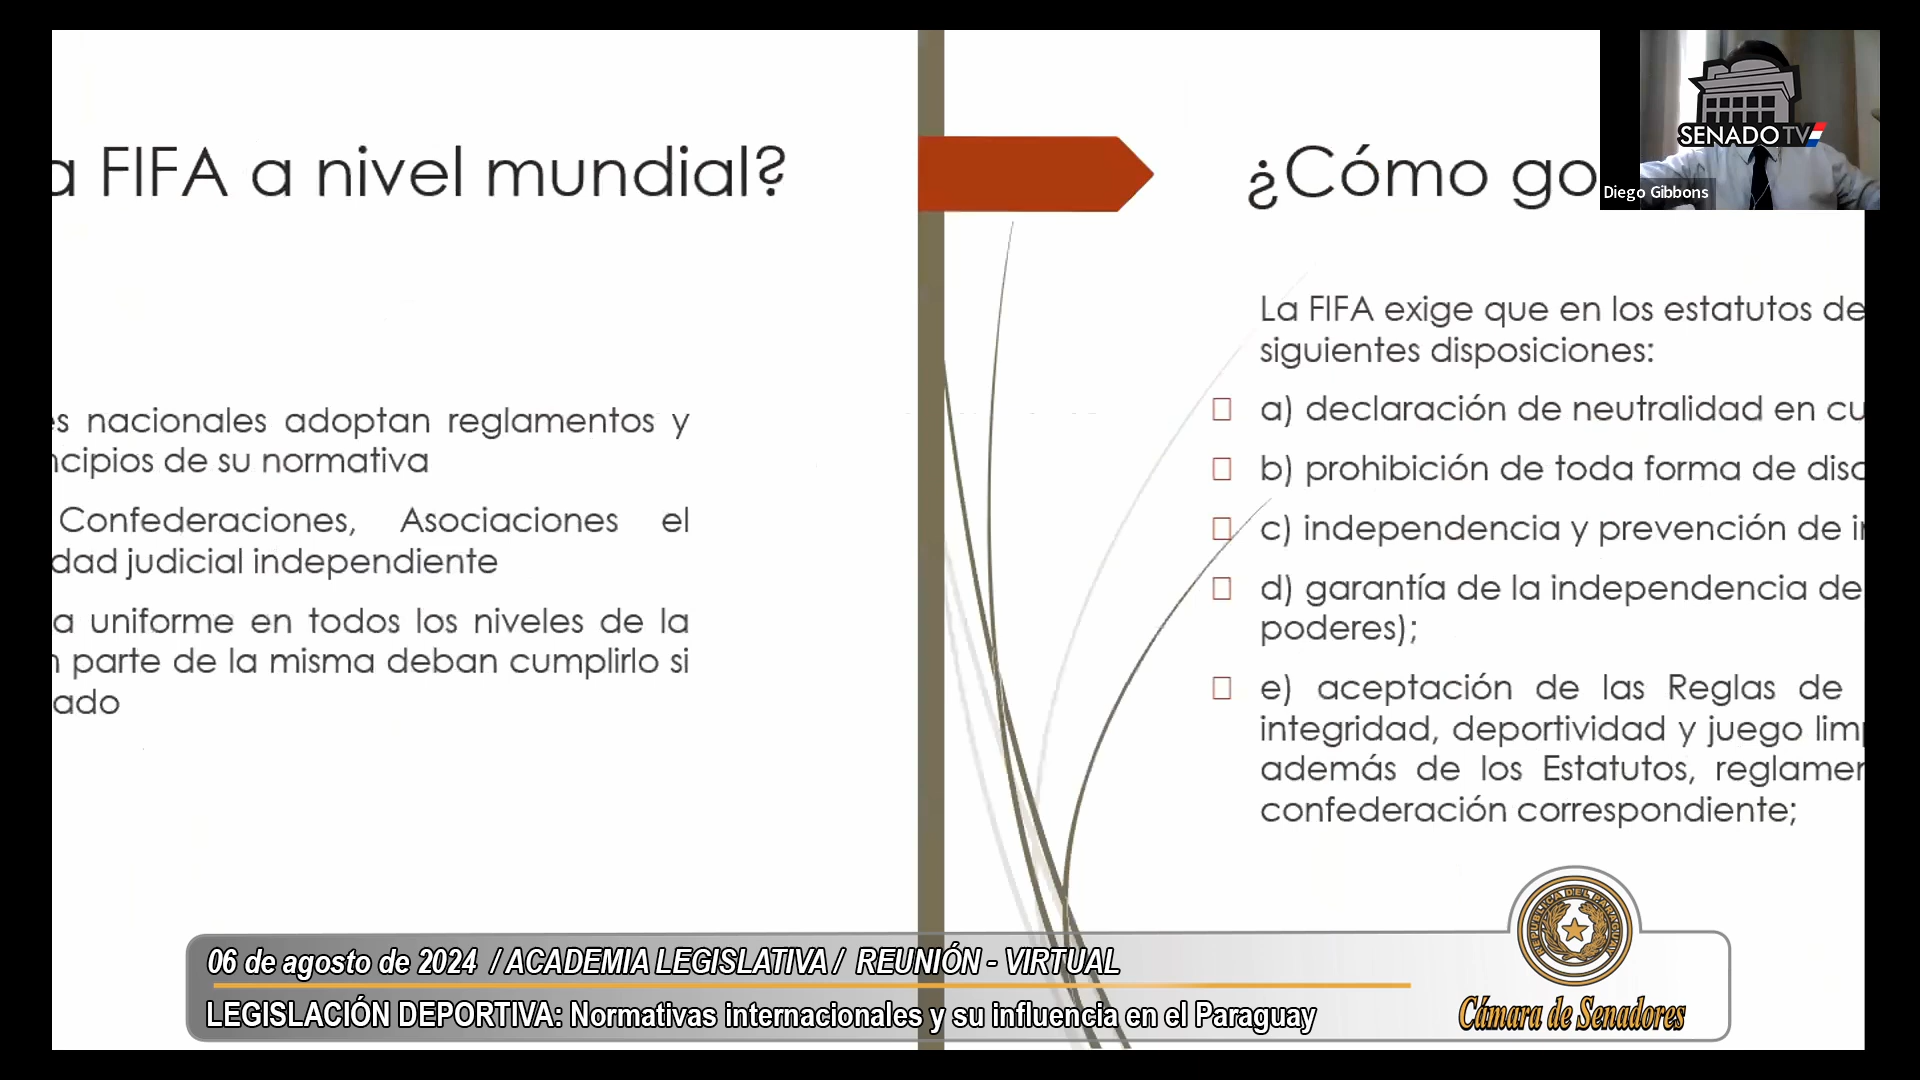 a FIFA a nivel mundial?
es nacionales adoptan reglamentos y
ncipios de su normativa
Confederaciones, Asociaciones el
dad judicial independiente
a uniforme en todos los niveles de la
n parte de la misma deban cumplirlo si
ado
¿Cómo go
La FIFA exige que en los estatutos de
siguientes disposiciones:
a) declaración de neutralidad en cu
b) prohibición de toda forma de disc
c) independencia y prevención de i
d) garantía de la independencia de
poderes);
e) aceptación de las Reglas de
integridad, deportividad y juego lim
además de los Estatutos, reglamen
confederación correspondiente;
SENADO TV
Diego Gibbons
06 de agosto de 2024 / ACADEMIA LEGISLATIVA / REUNIÓN - VIRTUAL
LEGISLACIÓN DEPORTIVA: Normativas internacionales y su influencia en el Paraguay
REPUBLICA DEL PARAGUAY
Cámara de Senadores